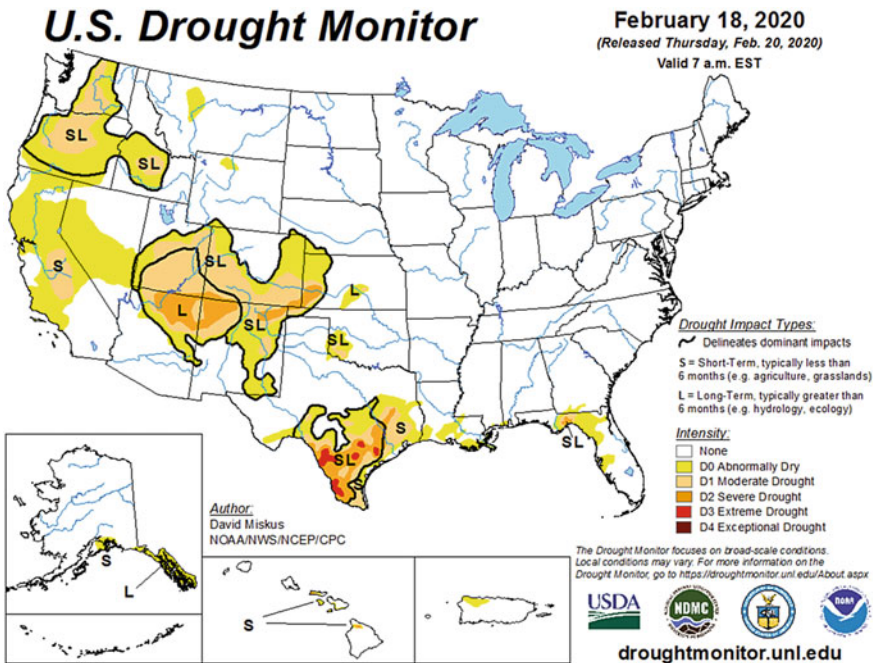 U.S. Drought Monitor
February 18, 2020
(Released Thursday, Feb. 20, 2020)
Valid 7 a.m. EST
SL
SL
S
SL
L
L
SL
SL
S
SL
S
SL
Drought Impact Types:
Delineates dominant impacts
S = Short-Term, typically less than
6 months (e.g. agriculture, grasslands)
L = Long-Term, typically greater than
6 months (e.g. hydrology, ecology)
Intensity:
None
D0 Abnormally Dry
D1 Moderate Drought
D2 Severe Drought
D3 Extreme Drought
D4 Exceptional Drought
Author:
David Miskus
NOAA/NWS/NCEP/CPC
S
L
S
The Drought Monitor focuses on broad-scale conditions.
Local conditions may vary. For more information on the
Drought Monitor, go to https://droughtmonitor.unl.edu/About.aspx
USDA
NDMC
NOAA
droughtmonitor.unl.edu